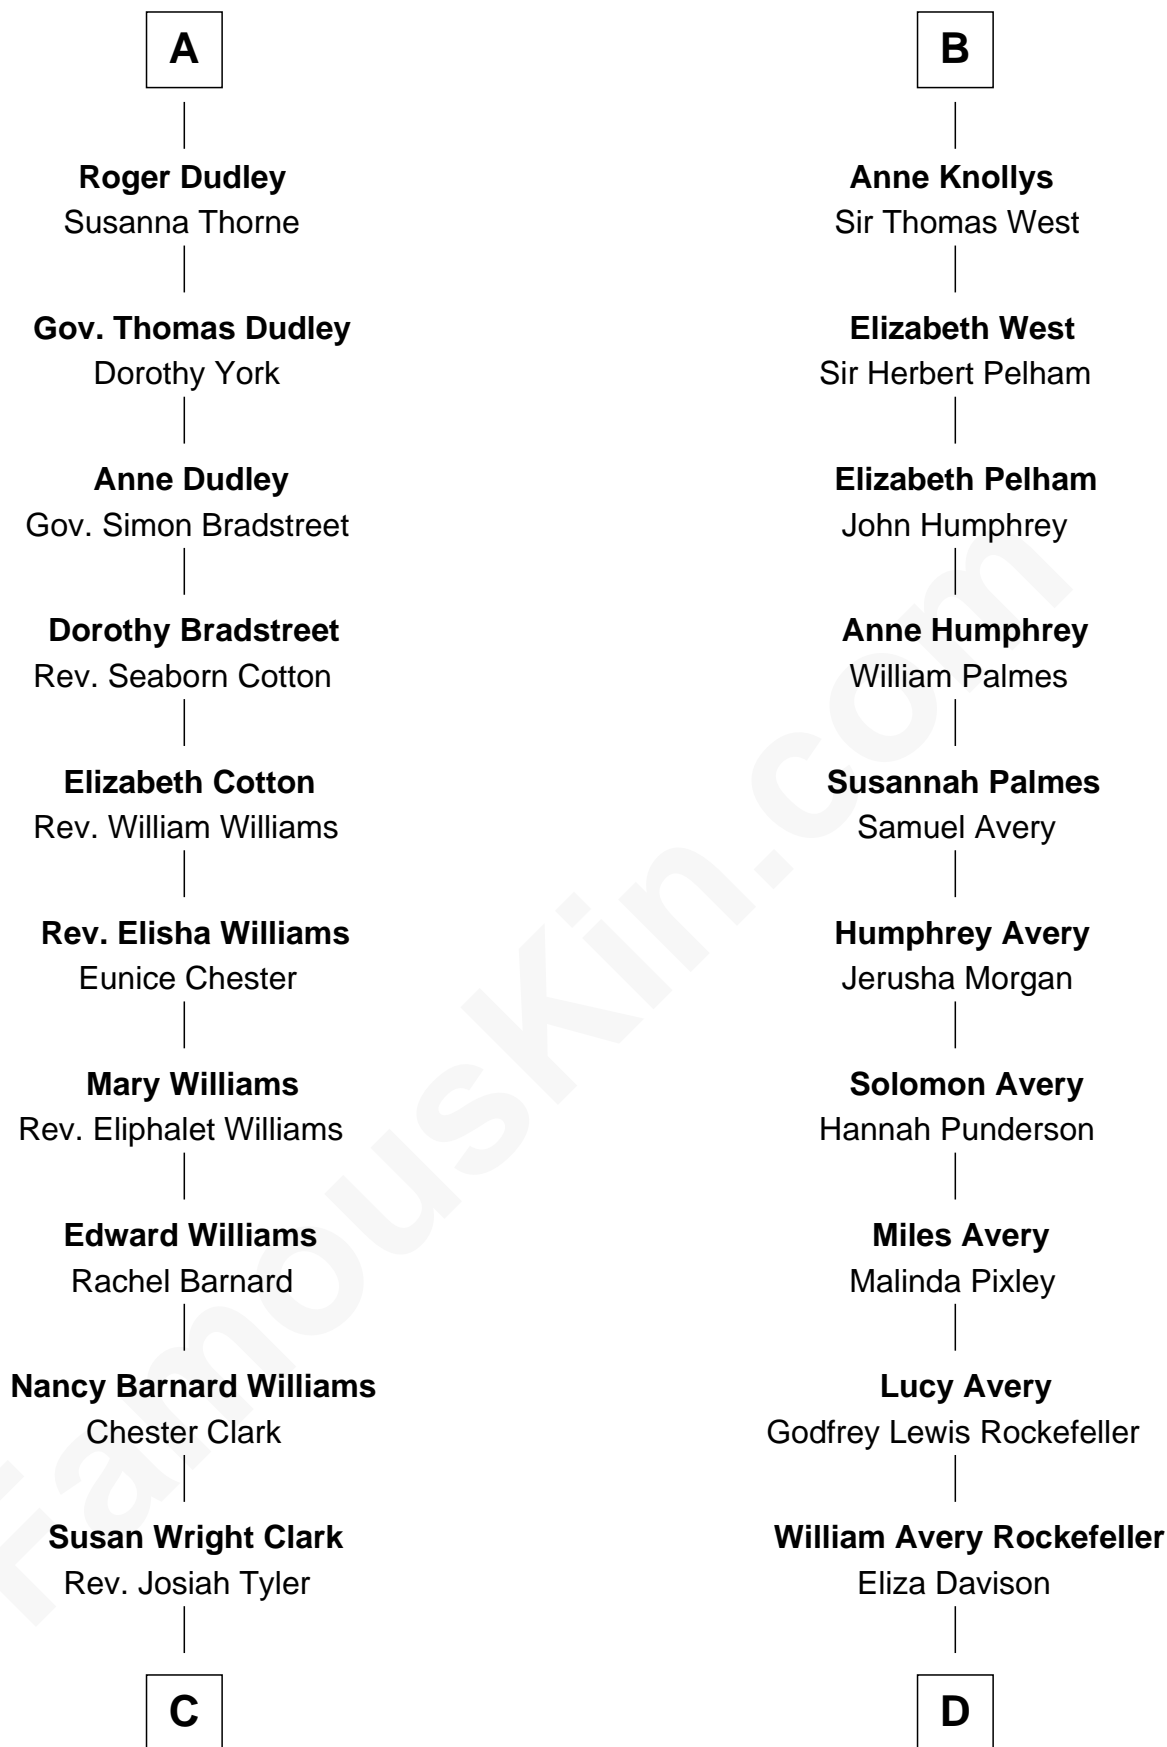 A
Roger Dudley
Susanna Thorne
Gov. Thomas Dudley
Dorothy York
Anne Dudley
Gov. Simon Bradstreet
Dorothy Bradstreet
Rev. Seaborn Cotton
Elizabeth Cotton
Rev. William Williams
Rev. Elisha Williams
Eunice Chester
Mary Williams
Rev. Eliphalet Williams
Edward Williams
Rachel Barnard
Nancy Barnard Williams
Chester Clark
Susan Wright Clark
Rev. Josiah Tyler
C
B
Anne Knollys
Sir Thomas West
Elizabeth West
Sir Herbert Pelham
Elizabeth Pelham
John Humphrey
Anne Humphrey
William Palmes
Susannah Palmes
Samuel Avery
Humphrey Avery
Jerusha Morgan
Solomon Avery
Hannah Punderson
Miles Avery
Malinda Pixley
Lucy Avery
Godfrey Lewis Rockefeller
William Avery Rockefeller
Eliza Davison
D
FamousKin.com